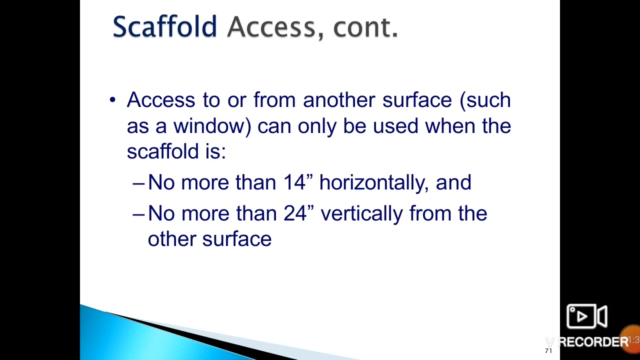 Scaffold Access, cont.
• Access to or from another surface (such
as a window) can only be used when the
scaffold is:
–No more than 14” horizontally, and
–No more than 24” vertically from the
other surface
V RECORDER
71